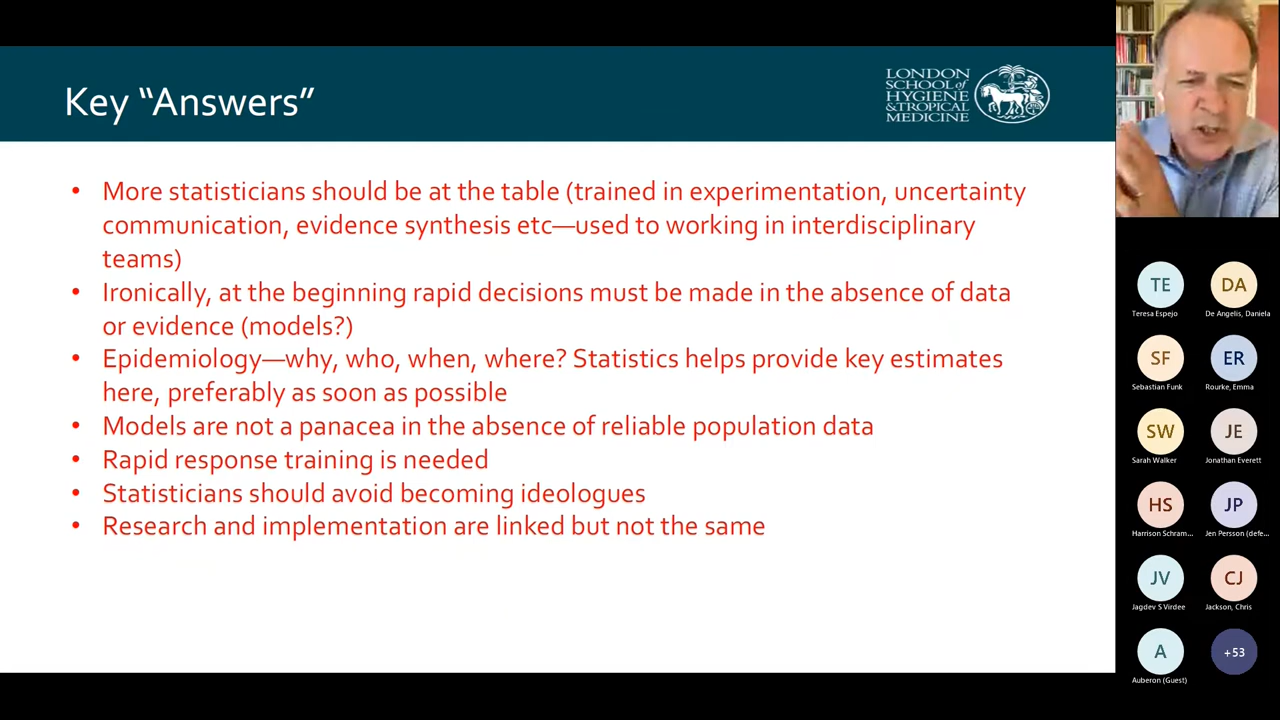 Key “Answers”
LONDON
SCHOOL of
HYGIENE
&TROPICAL
MEDICINE
• More statisticians should be at the table (trained in experimentation, uncertainty
communication, evidence synthesis etc—used to working in interdisciplinary
teams)
• Ironically, at the beginning rapid decisions must be made in the absence of data
or evidence (models?)
• Epidemiology—why, who, when, where? Statistics helps provide key estimates
here, preferably as soon as possible
• Models are not a panacea in the absence of reliable population data
• Rapid response training is needed
• Statisticians should avoid becoming ideologues
• Research and implementation are linked but not the same
TE
DA
Teresa Espejo
De Angelis, Daniela
SF
ER
Sebastian Funk
Rourke, Emma
SW
JE
Sarah Walker
Jonathan Everett
HS
JP
Harrison Schram...
Jen Persson (defe...
JV
CJ
Jagdev S Virdee
Jackson, Chris
A
+53
Auberon (Guest)